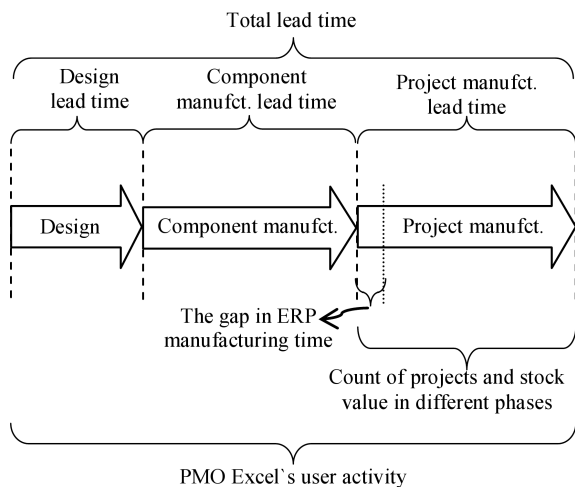 Total lead time
Design
lead time
Component
manufct. lead time
Project manufct.
lead time
Design
Component manufct.
Project manufct.
The gap in ERP
manufacturing time
Count of projects and stock
value in different phases
PMO Excel`s user activity